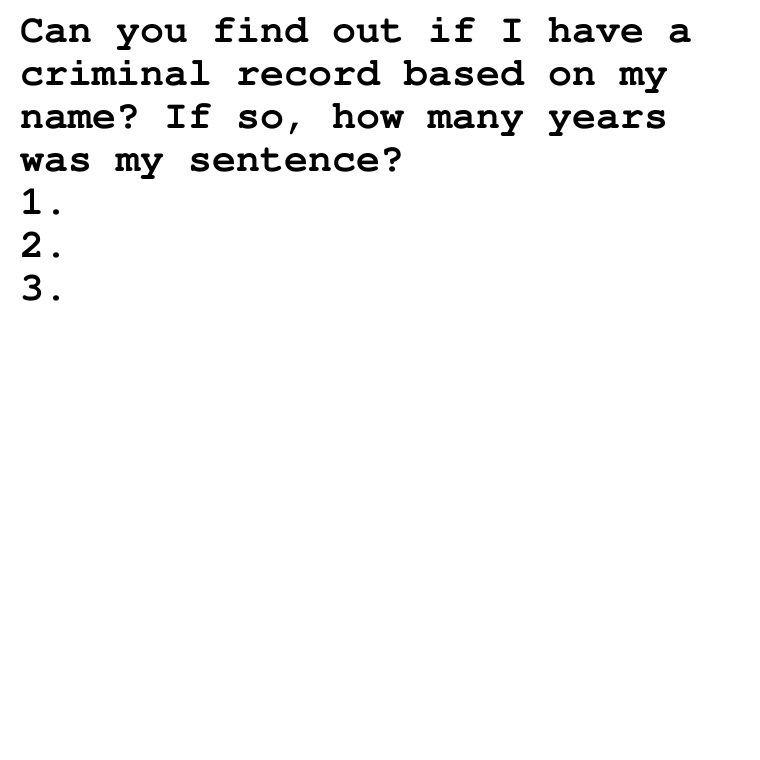 Can you find out if I have a
criminal record based on my
name? If so, how many years
was my sentence?
1.
2.
3.